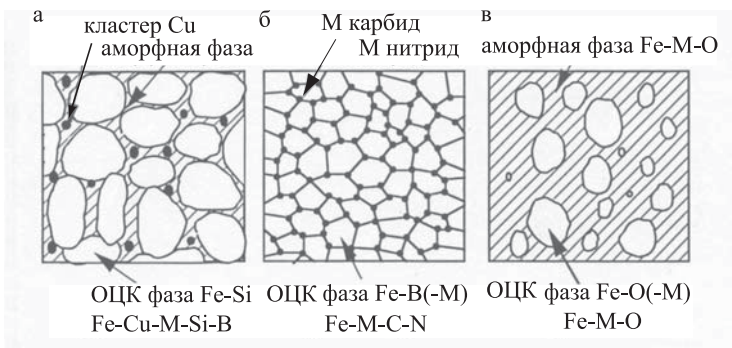 а
кластер Cu
аморфная фаза
ОЦК фаза Fe-Si
Fe-Cu-M-Si-B
б
М карбид
М нитрид
ОЦК фаза Fe-B(-M)
Fe-M-C-N
в
аморфная фаза Fe-M-O
ОЦК фаза Fe-O(-M)
Fe-M-O